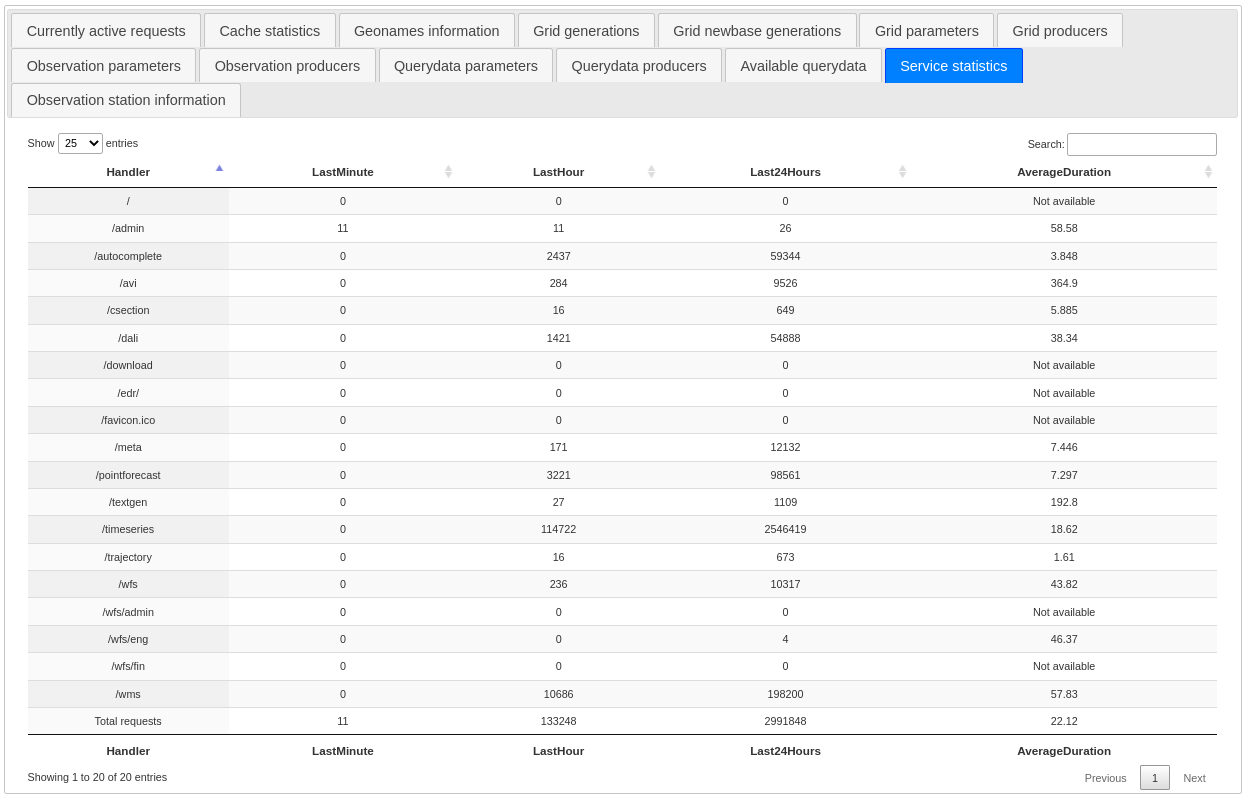 Currently active requests Cache statistics Geonames information Grid generations Grid newbase generations Grid parameters Grid producers
Observation parameters Observation producers Querydata parameters Querydata producers Available querydata Service statistics
Observation station information
Show 25 entries Search:
Handler LastMinute LastHour Last24Hours AverageDuration
/ 0 0 0 Not available
/admin 11 11 26 58.58
/autocomplete 0 2437 59344 3.848
/avi 0 284 9526 364.9
/csection 0 16 649 5.885
/dali 0 1421 54888 38.34
/download 0 0 0 Not available
/edr/ 0 0 0 Not available
/favicon.ico 0 0 0 Not available
/meta 0 171 12132 7.446
/pointforecast 0 3221 98561 7.297
/textgen 0 27 1109 192.8
/timeseries 0 114722 2546419 18.62
/trajectory 0 16 673 1.61
/wfs 0 236 10317 43.82
/wfs/admin 0 0 0 Not available
/wfs/eng 0 0 4 46.37
/wfs/fin 0 0 0 Not available
/wms 0 10686 198200 57.83
Total requests 11 133248 2991848 22.12
Handler LastMinute LastHour Last24Hours AverageDuration
Showing 1 to 20 of 20 entries Previous 1 Next